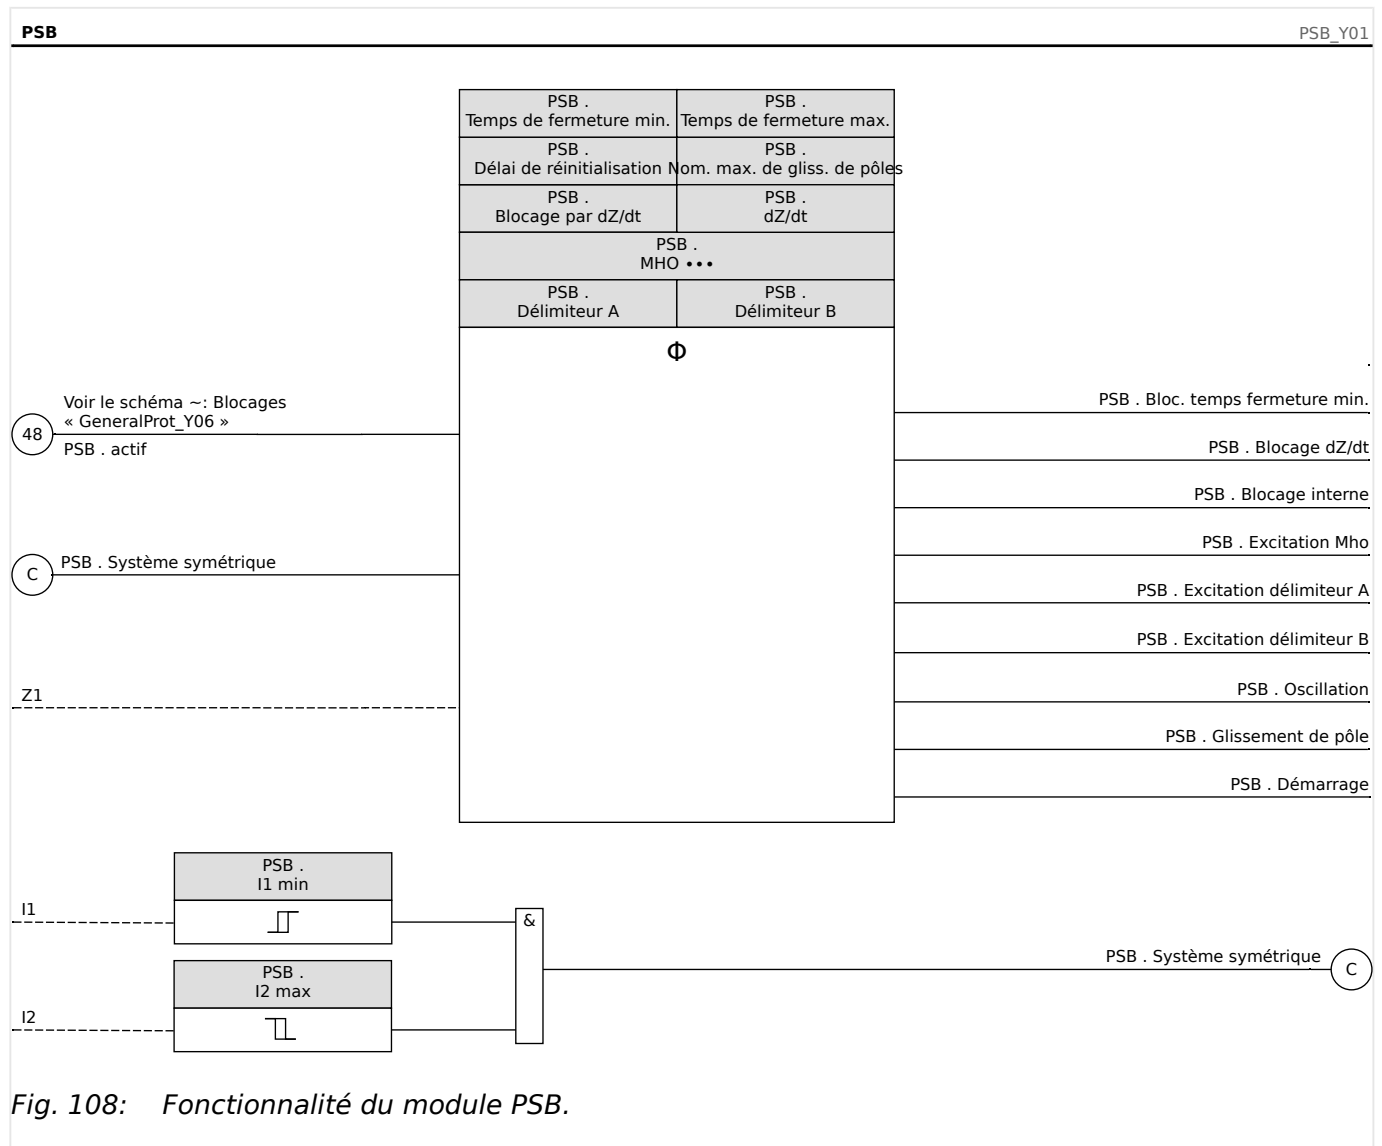 PSB
PSB_Y01
PSB .
Temps de fermeture min.
PSB .
Temps de fermeture max.
PSB .
Délai de réinitialisation
PSB .
Nom. max. de gliss. de pôles
PSB .
Blocage par dZ/dt
PSB .
dZ/dt
PSB .
MHO •••
PSB .
Délimiteur A
PSB .
Délimiteur B
Φ
Voir le schéma ~: Blocages
« GeneralProt_Y06 »
48
PSB . actif
PSB . Système symétrique
C
Z1
PSB . Bloc. temps fermeture min.
PSB . Blocage dZ/dt
PSB . Blocage interne
PSB . Excitation Mho
PSB . Excitation délimiteur A
PSB . Excitation délimiteur B
PSB . Oscillation
PSB . Glissement de pôle
PSB . Démarrage
PSB .
I1 min
I1
&
PSB . Système symétrique
C
PSB .
I2 max
I2
Fig. 108: Fonctionnalité du module PSB.